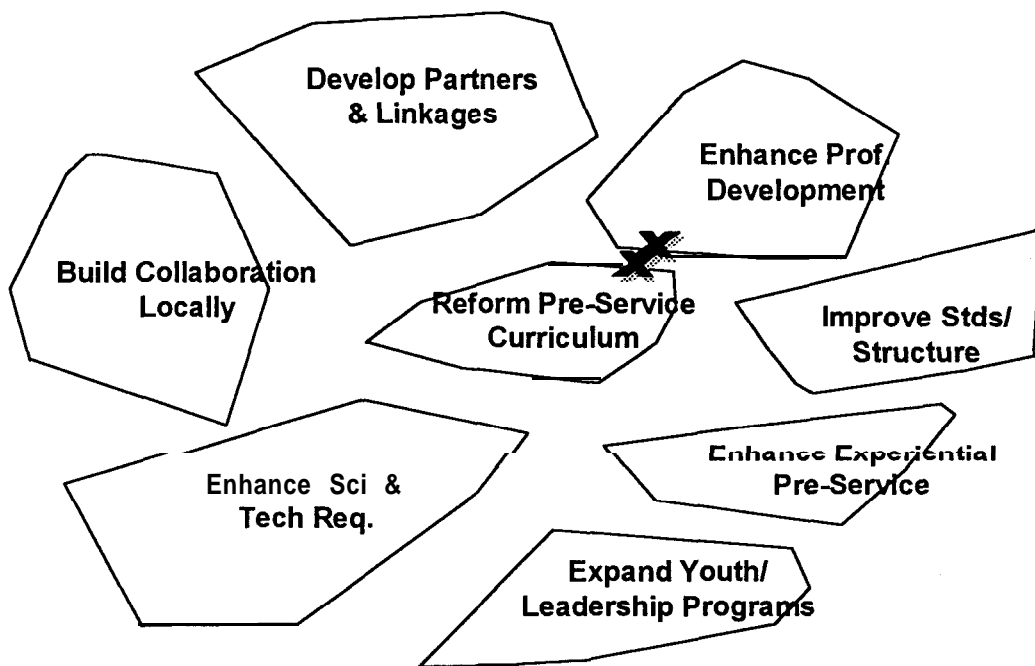 Develop Partners
& Linkages
Enhance Prof.
Development
Build Collaboration
Locally
Reform Pre-Service
Curriculum
Improve Stds/
Structure
Enhance Experiential
Pre-Service
Enhance Sci &
Tech Req.
Expand Youth/
Leadership Programs